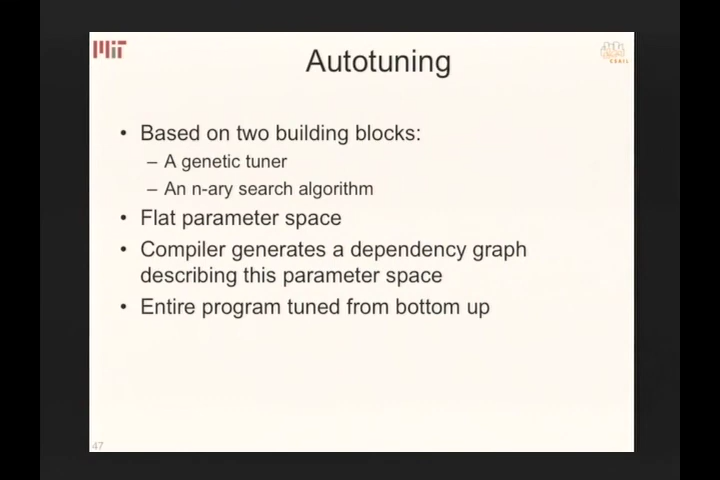 MIT
Autotuning
CSAIL
• Based on two building blocks:
– A genetic tuner
– An n-ary search algorithm
• Flat parameter space
• Compiler generates a dependency graph
describing this parameter space
• Entire program tuned from bottom up
47